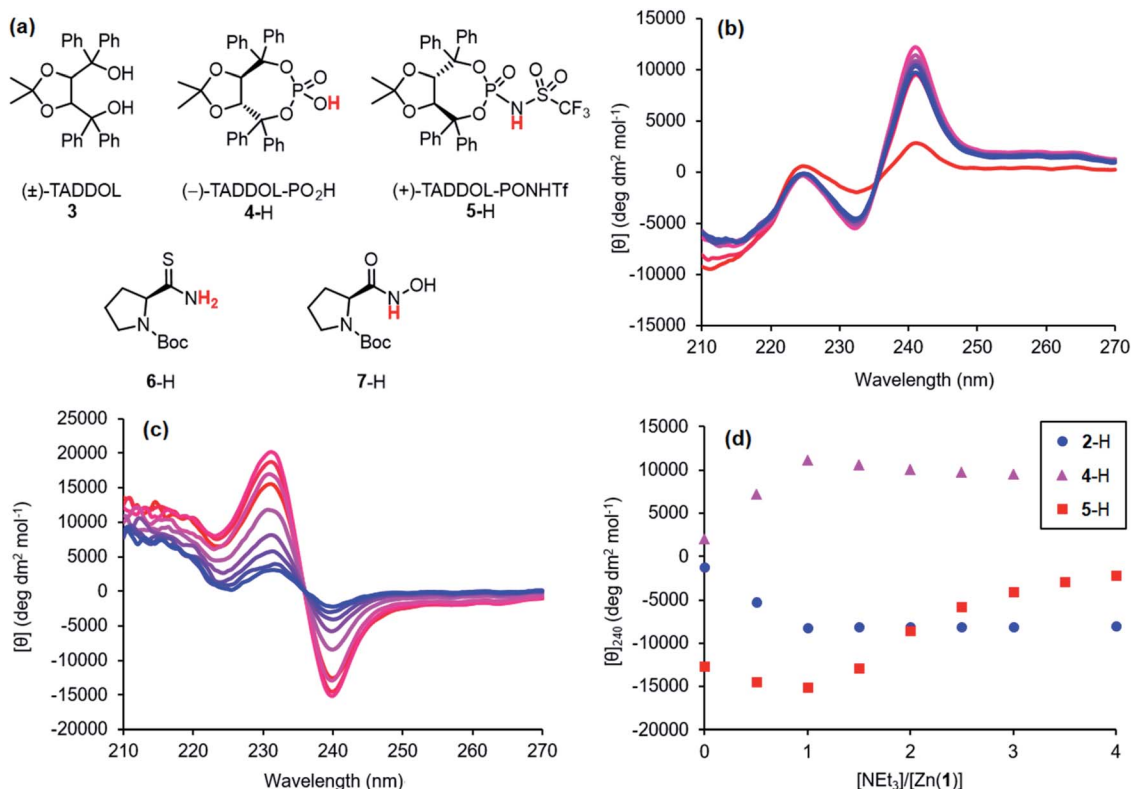 (a)
Ph Ph
OH
O
O
OH
Ph Ph
(±)-TADDOL
3
Ph Ph
O O
P
O O OH
Ph Ph
(−)-TADDOL-PO₂H
4-H
Ph Ph
O O O O
P S
O O N CF₃
H
Ph Ph
(+)-TADDOL-PONHTf
5-H
S
NH₂
N
Boc
6-H
O
OH
N
H
N
Boc
7-H
(b)
[θ] (deg dm² mol⁻¹)
15000
10000
5000
0
-5000
-10000
-15000
210 220 230 240 250 260 270
Wavelength (nm)
(c)
[θ] (deg dm² mol⁻¹)
25000
20000
15000
10000
5000
0
-5000
-10000
-15000
-20000
210 220 230 240 250 260 270
Wavelength (nm)
(d)
[θ]₂₄₀ (deg dm² mol⁻¹)
15000
10000
5000
0
-5000
-10000
-15000
-20000
0 1 2 3 4
[NEt₃]/[Zn(1)]
2-H
4-H
5-H